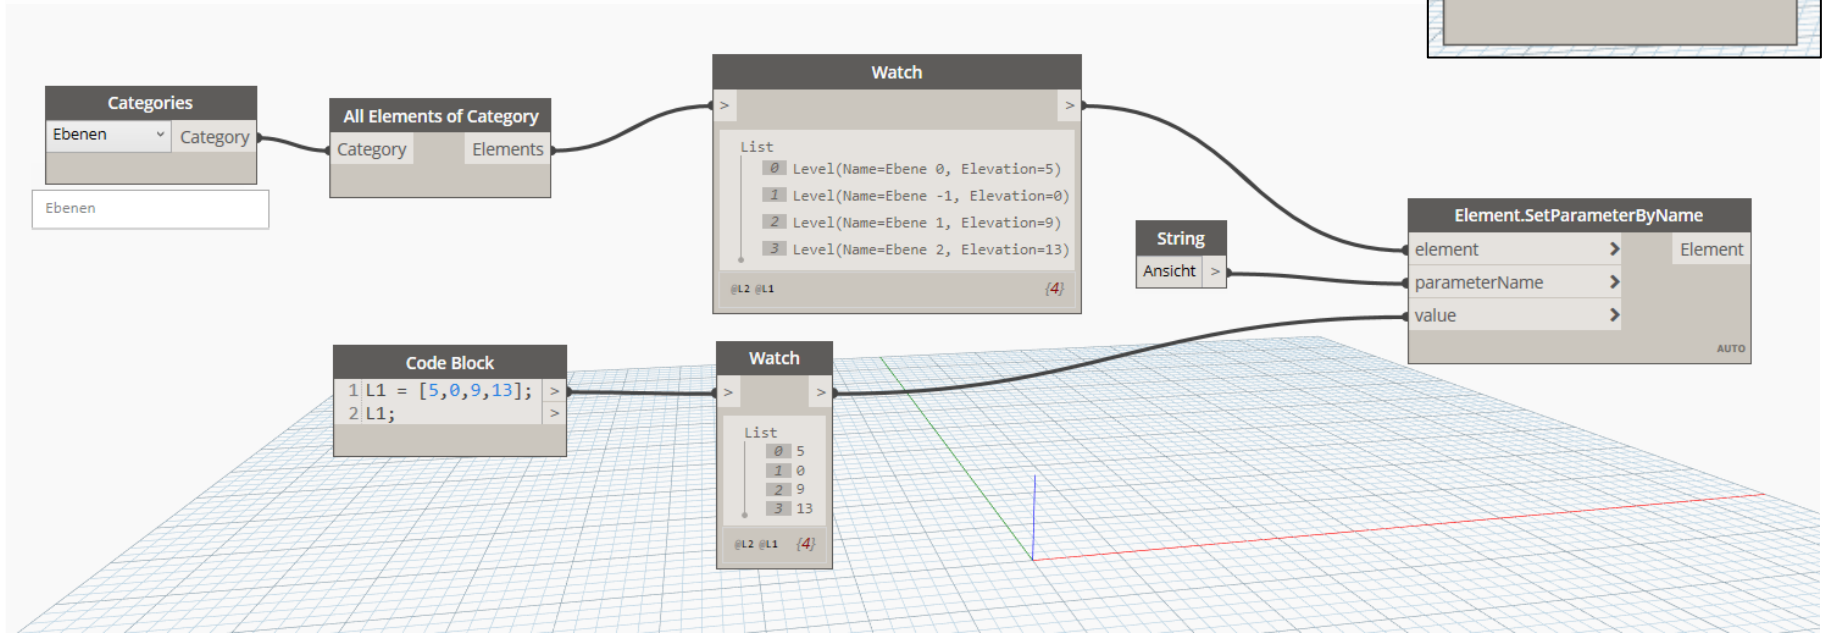 Categories
Ebenen
Category
Ebenen
All Elements of Category
Category
Elements
Watch
>
>
List
0 Level(Name=Ebene 0, Elevation=5)
1 Level(Name=Ebene -1, Elevation=0)
2 Level(Name=Ebene 1, Elevation=9)
3 Level(Name=Ebene 2, Elevation=13)
@L2 @L1
{4}
String
Ansicht
>
Element.SetParameterByName
element
Element
parameterName
value
AUTO
Code Block
1 L1 = [5,0,9,13]; >
2 L1; >
Watch
>
>
List
0 5
1 0
2 9
3 13
@L2 @L1
{4}